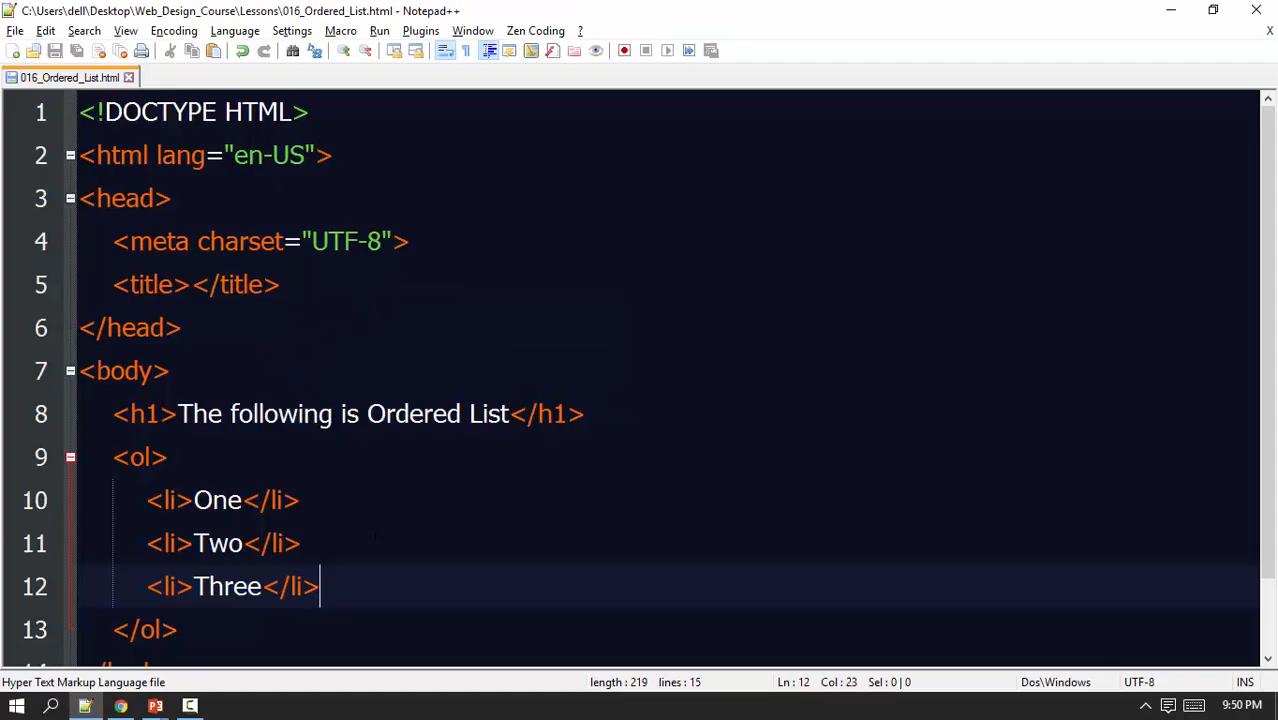 C:\Users\dell\Desktop\Web_Design_Course\Lessons\016_Ordered_List.html - Notepad++
File Edit Search View Encoding Language Settings Macro Run Plugins Window Zen Coding ? X
016_Ordered_List.html
1 <!DOCTYPE HTML>
2 <html lang="en-US">
3 <head>
4 <meta charset="UTF-8">
5 <title></title>
6 </head>
7 <body>
8 <h1>The following is Ordered List</h1>
9 <ol>
10 <li>One</li>
11 <li>Two</li>
12 <li>Three</li>
13 </ol>
Hyper Text Markup Language file length : 219 lines : 15 Ln : 12 Col : 23 Sel : 0 | 0 Dos\Windows UTF-8 INS
9:50 PM